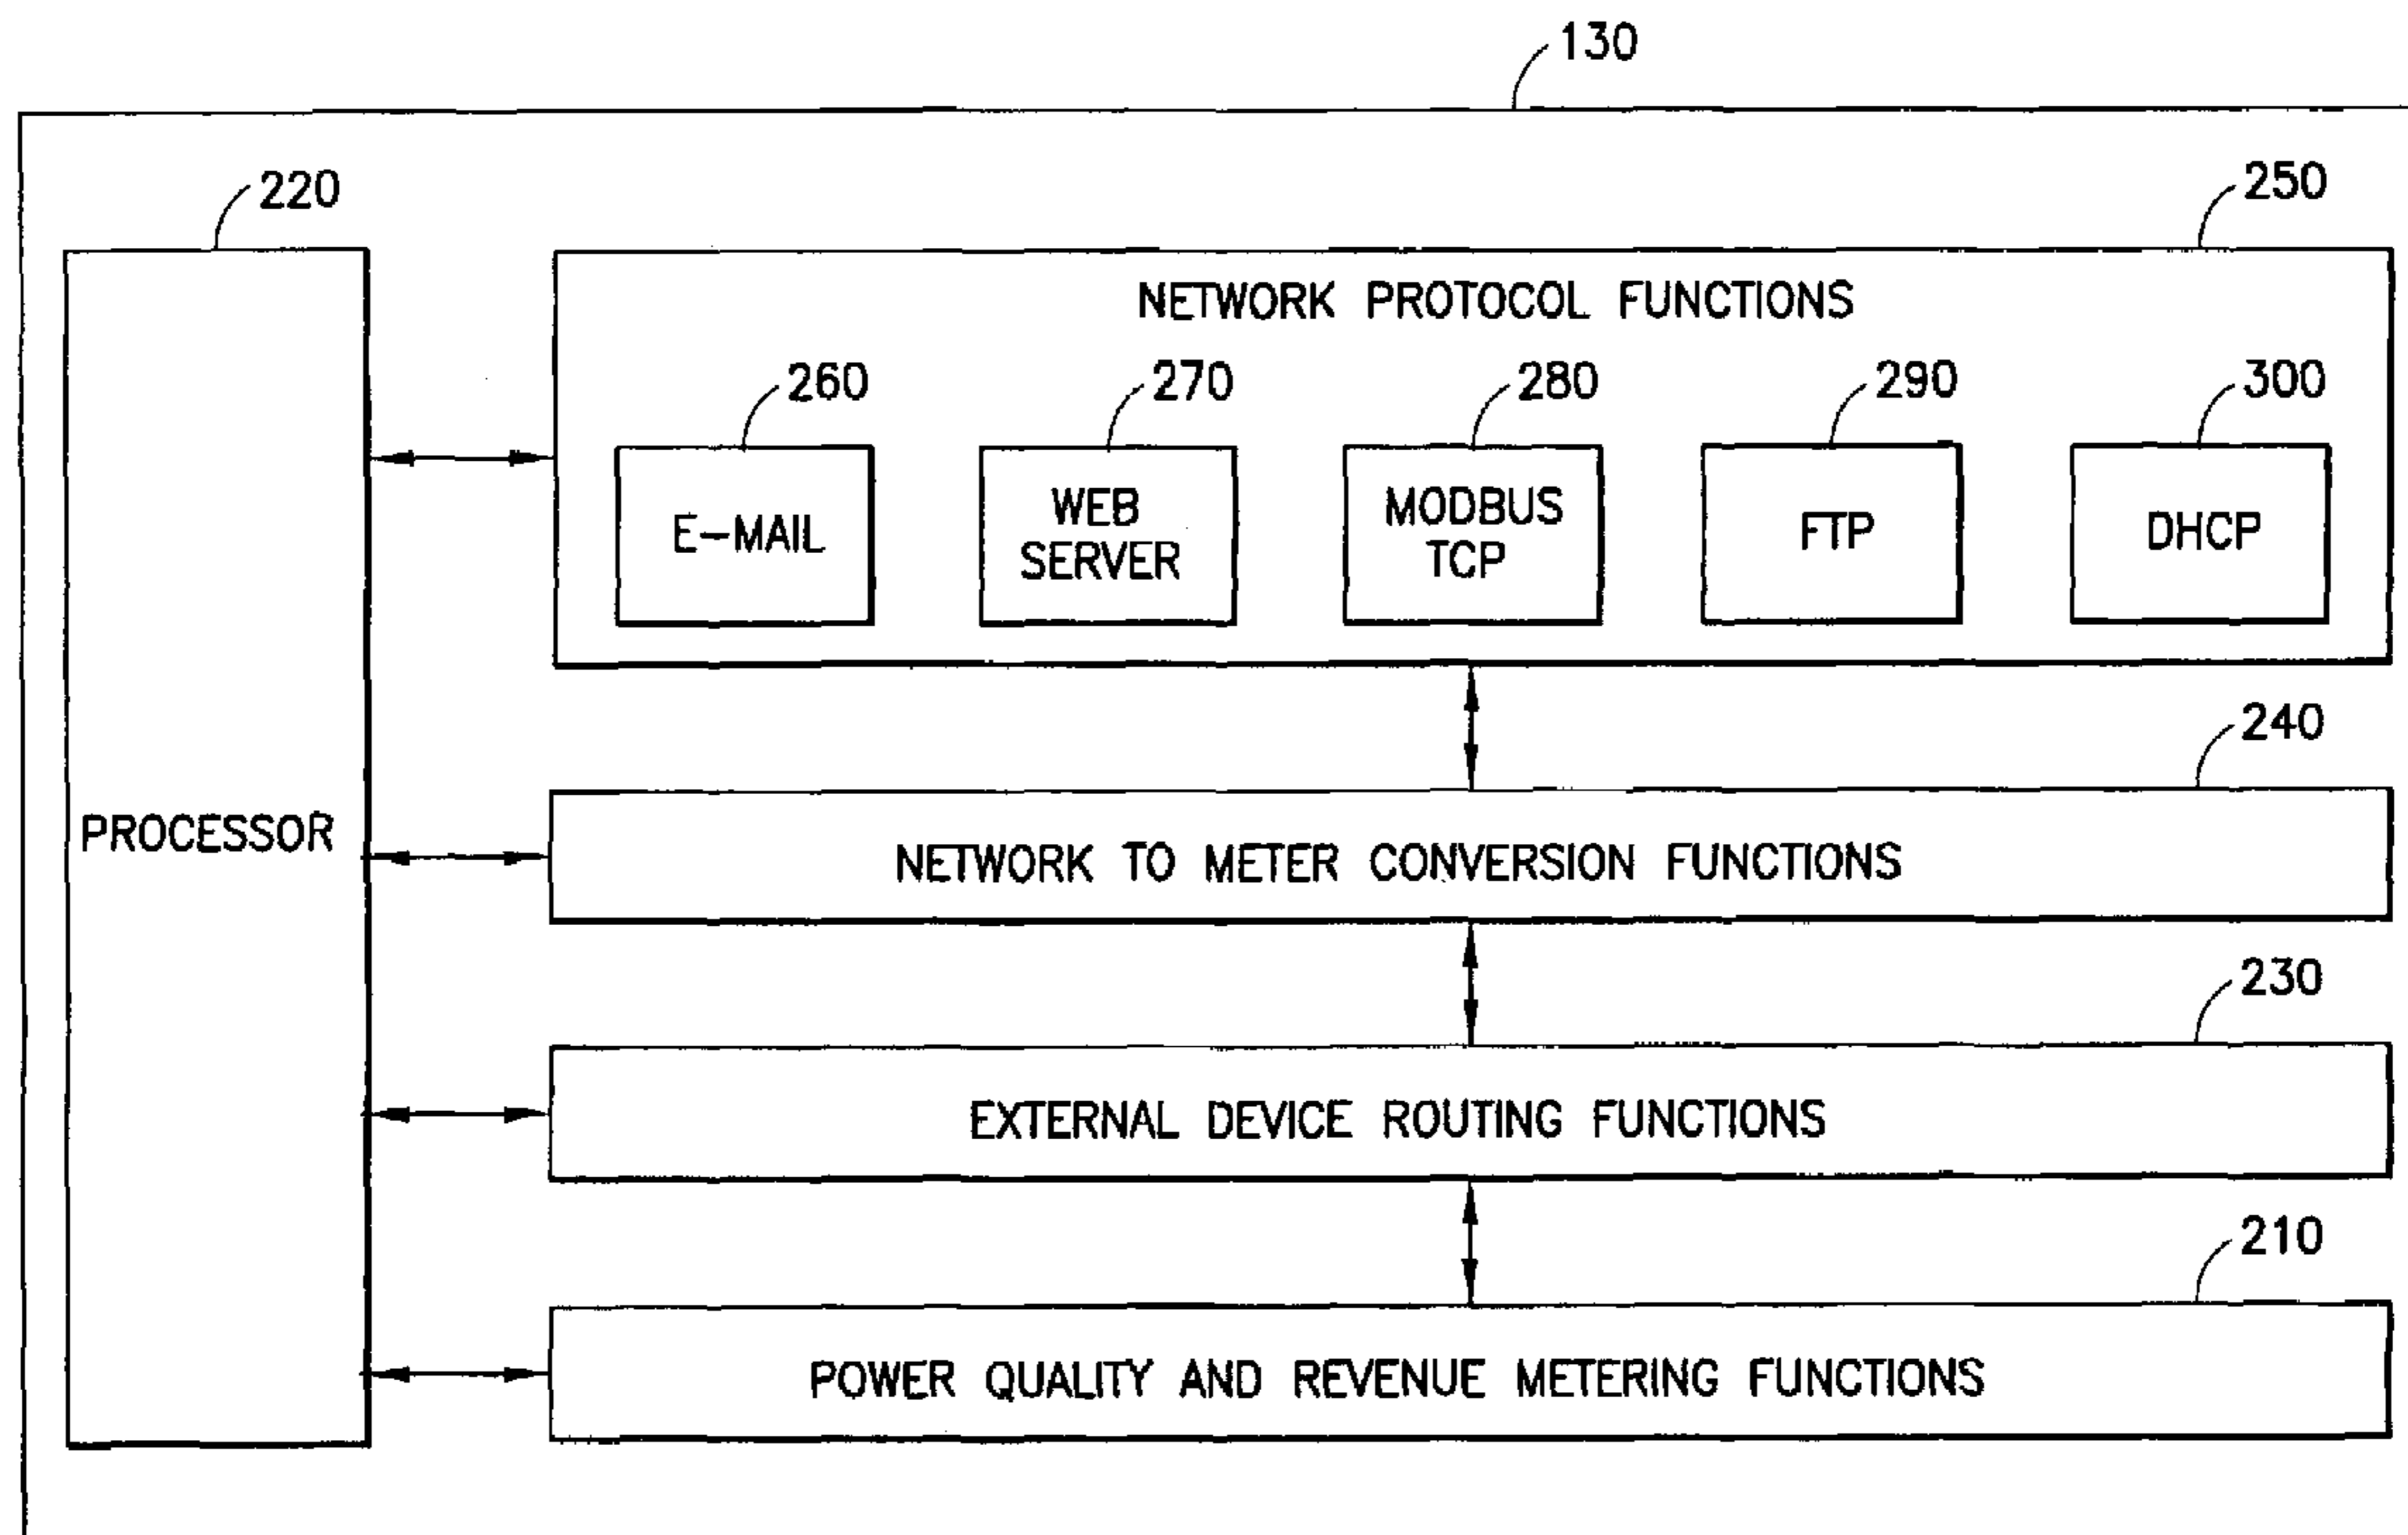 130
220
250
NETWORK PROTOCOL FUNCTIONS
260
270
280
290
300
E-MAIL
WEB
SERVER
MODBUS
TCP
FTP
DHCP
240
PROCESSOR
NETWORK TO METER CONVERSION FUNCTIONS
230
EXTERNAL DEVICE ROUTING FUNCTIONS
210
POWER QUALITY AND REVENUE METERING FUNCTIONS